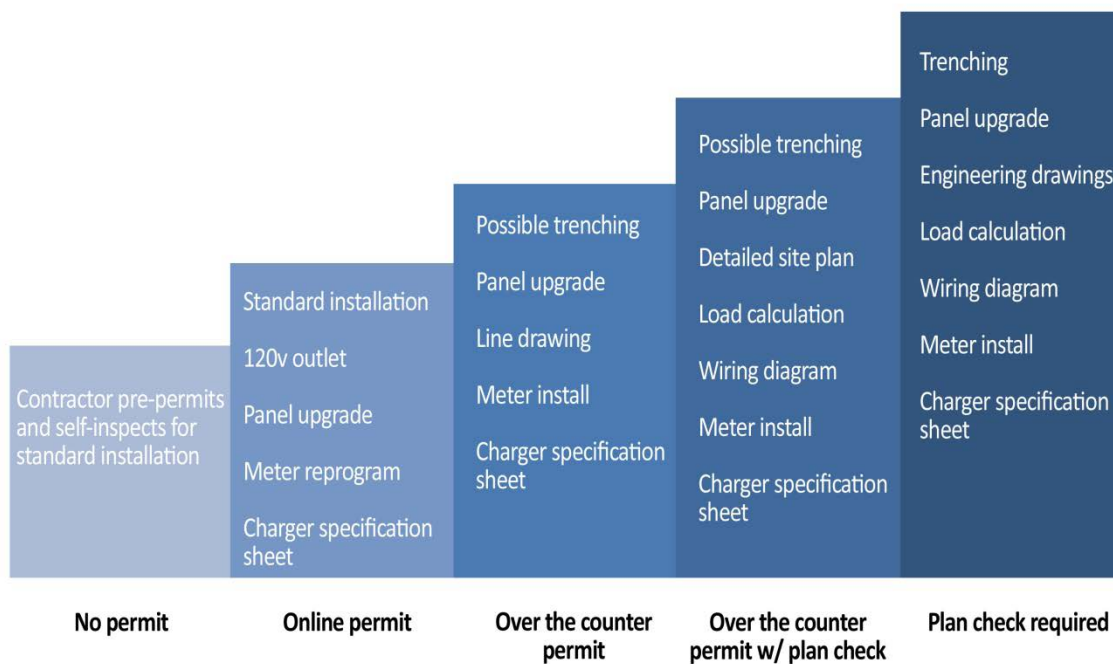 Contractor pre-permits
and self-inspects for
standard installation
No permit
Standard installation
120v outlet
Panel upgrade
Meter reprogram
Charger specification
sheet
Online permit
Possible trenching
Panel upgrade
Line drawing
Meter install
Charger specification
sheet
Over the counter
permit
Possible trenching
Panel upgrade
Detailed site plan
Load calculation
Wiring diagram
Meter install
Charger specification
sheet
Over the counter
permit w/ plan check
Trenching
Panel upgrade
Engineering drawings
Load calculation
Wiring diagram
Meter install
Charger specification
sheet
Plan check required